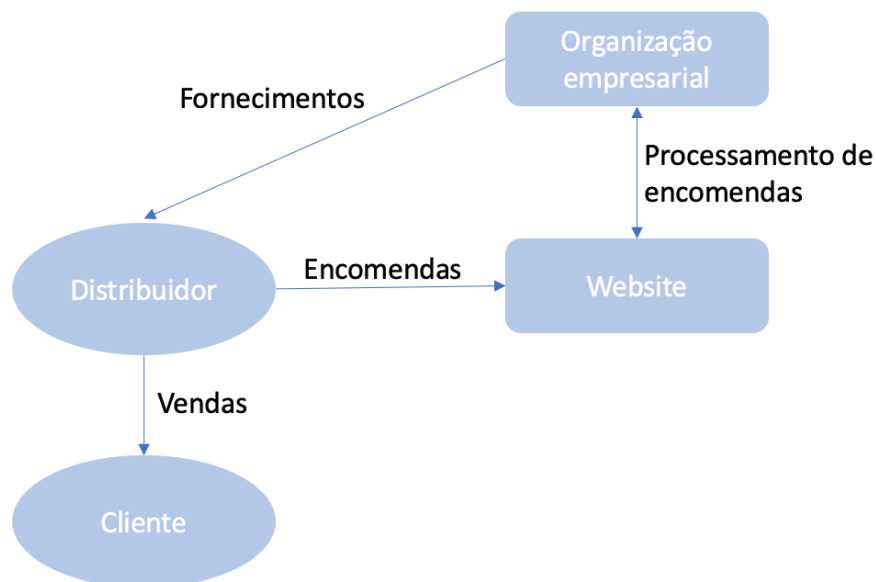 Organização
empresarial
Fornecimentos
Processamento de
encomendas
Encomendas
Distribuidor
Website
Vendas
Cliente